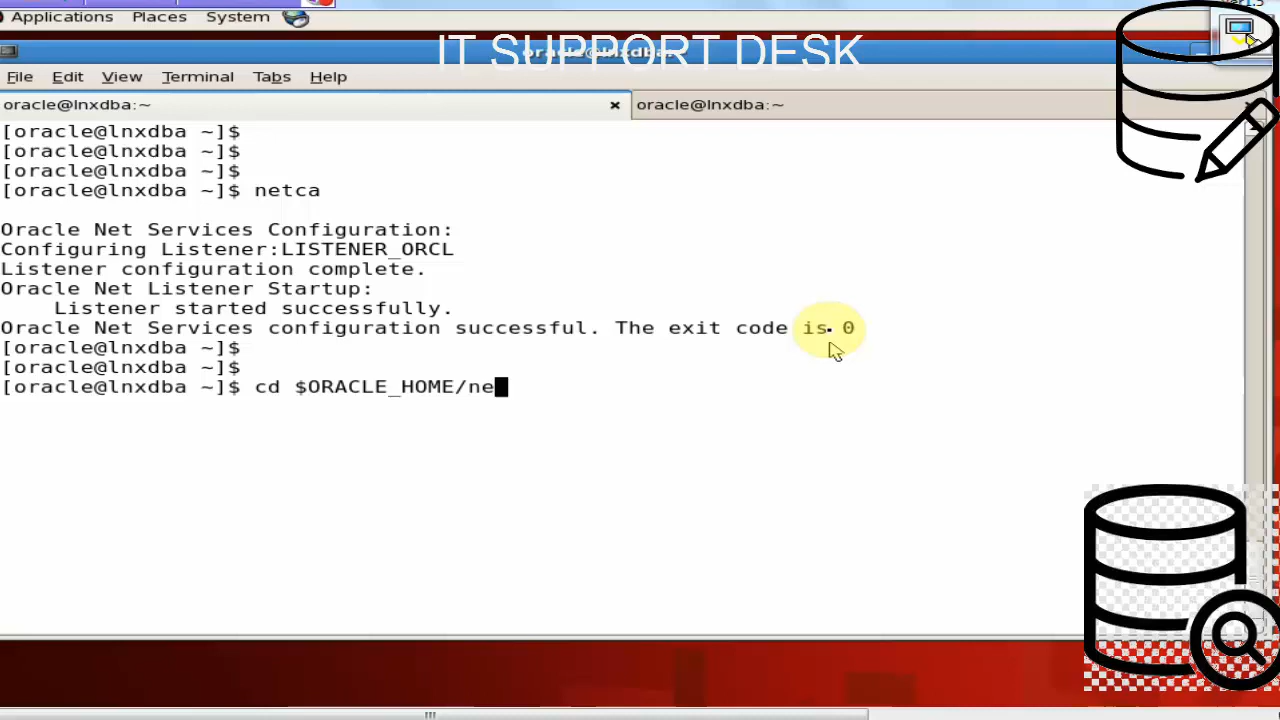 Applications Places System
IT SUPPORT DESK
File Edit View Terminal Tabs Help
oracle@lnxdba:~
oracle@lnxdba:~
[oracle@lnxdba ~]$
[oracle@lnxdba ~]$
[oracle@lnxdba ~]$
[oracle@lnxdba ~]$ netca
Oracle Net Services Configuration:
Configuring Listener:LISTENER_ORCL
Listener configuration complete.
Oracle Net Listener Startup:
Listener started successfully.
Oracle Net Services configuration successful. The exit code is 0
[oracle@lnxdba ~]$
[oracle@lnxdba ~]$
[oracle@lnxdba ~]$ cd $ORACLE_HOME/ne